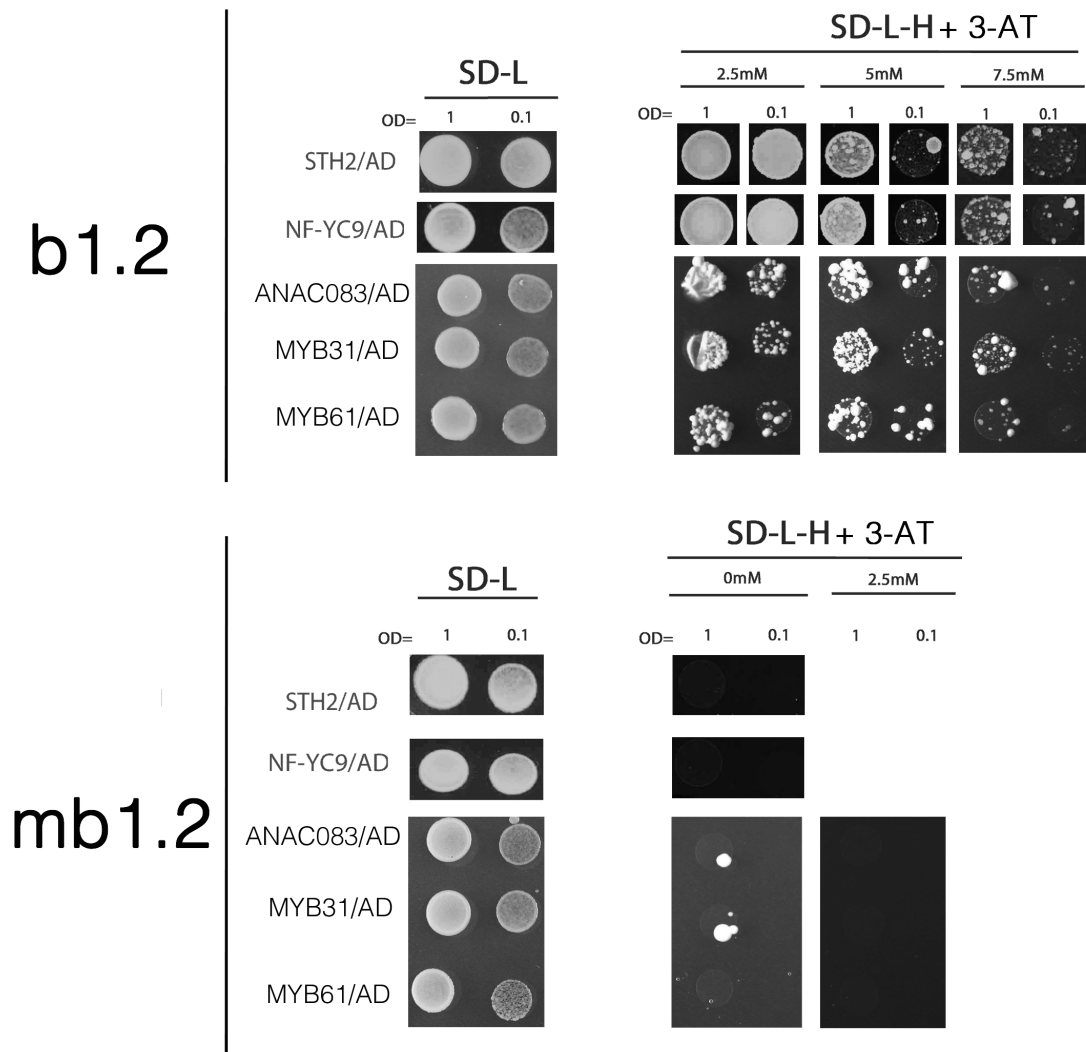 SD-L-H + 3-AT
SD-L
2.5mM 5mM 7.5mM
OD= 1 0.1 OD= 1 0.1 1 0.1 1 0.1
STH2/AD
NF-YC9/AD
b1.2
ANAC083/AD
MYB31/AD
MYB61/AD
SD-L-H + 3-AT
SD-L
0mM 2.5mM
OD= 1 0.1 OD= 1 0.1 1 0.1
STH2/AD
NF-YC9/AD
mb1.2
ANAC083/AD
MYB31/AD
MYB61/AD